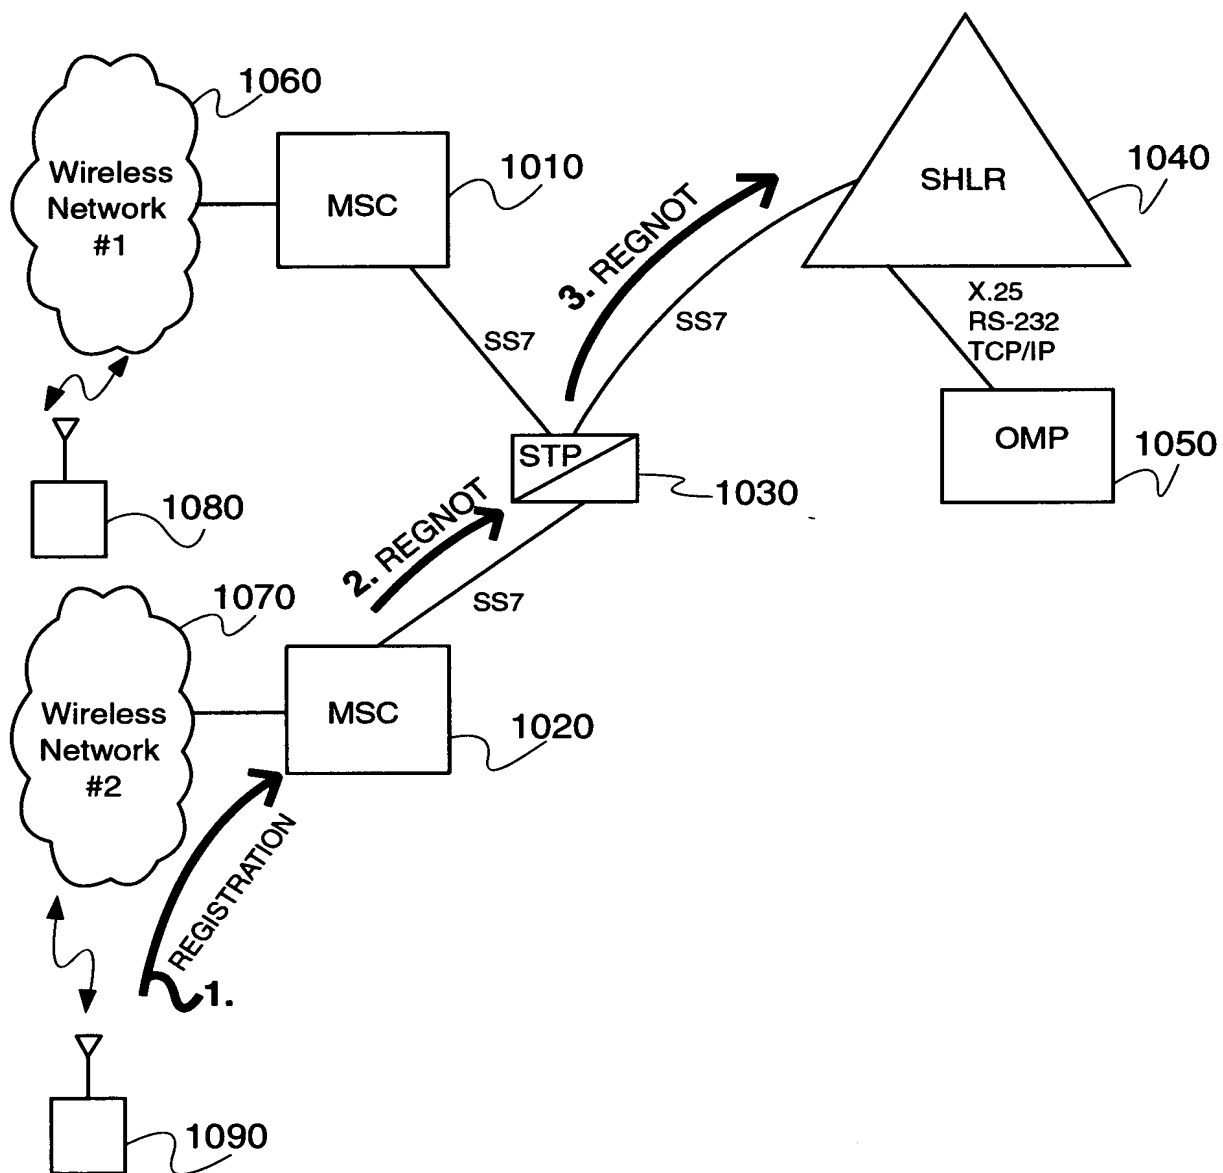 1060
Wireless
Network
#1
MSC
1010
SHLR
1040
3. REGNOT
SS7
SS7
X.25
RS-232
TCP/IP
OMP
1050
STP
1030
1080
2. REGNOT
SS7
1070
Wireless
Network
#2
MSC
1020
REGISTRATION
1.
1090